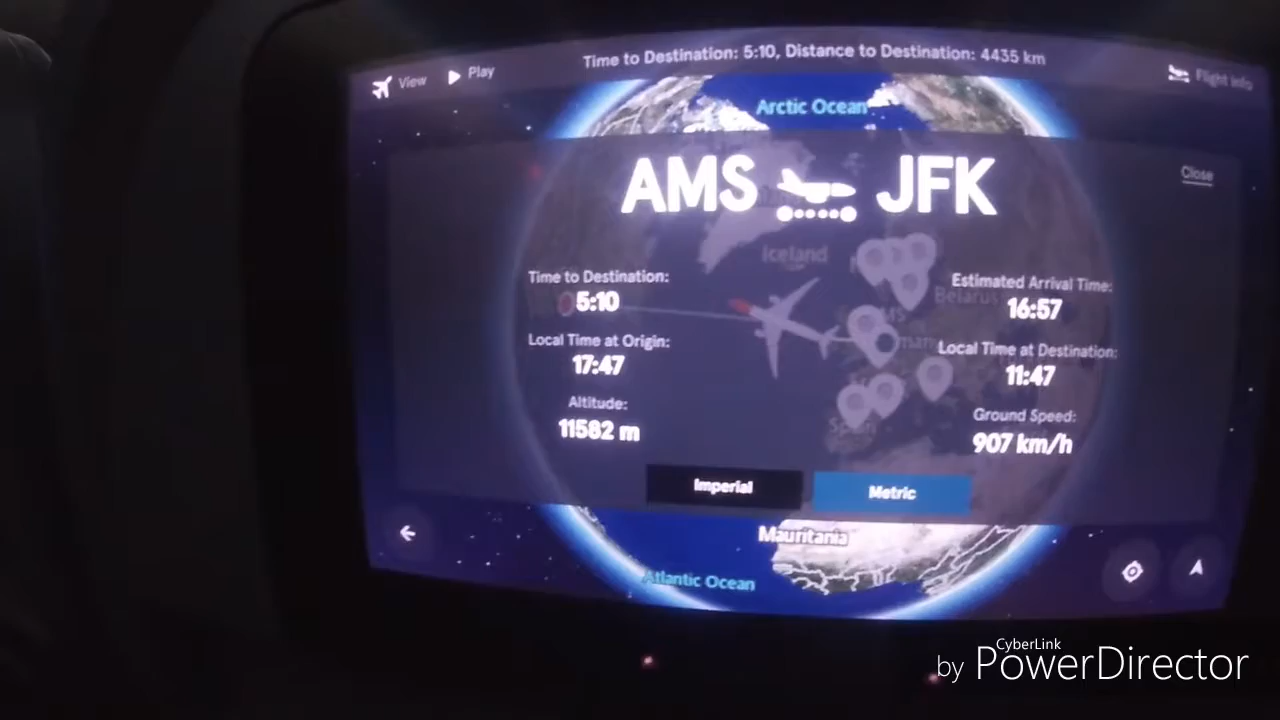 View
Play
Time to Destination: 5:10, Distance to Destination: 4435 km
Flight info
Arctic Ocean
AMS JFK
Close
Iceland
Time to Destination:
5:10
Estimated Arrival Time:
16:57
Belarus
Local Time at Origin:
17:47
Local Time at Destination:
11:47
Altitude:
11582 m
Ground Speed:
907 km/h
Imperial
Metric
Mauritania
Atlantic Ocean
CyberLink
by PowerDirector